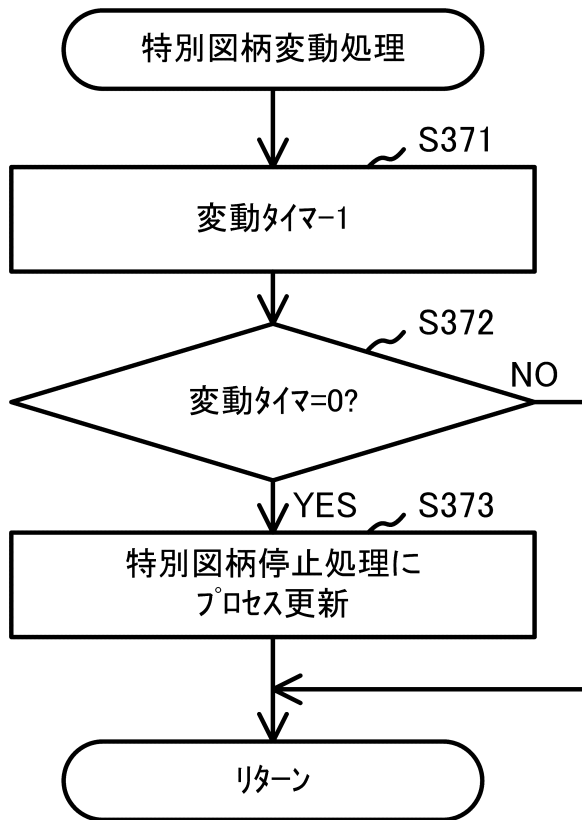 特別図柄変動処理
S371
変動タイマ-1
S372
変動タイマ=0?
NO
YES
S373
特別図柄停止処理に
プロセス更新
リターン